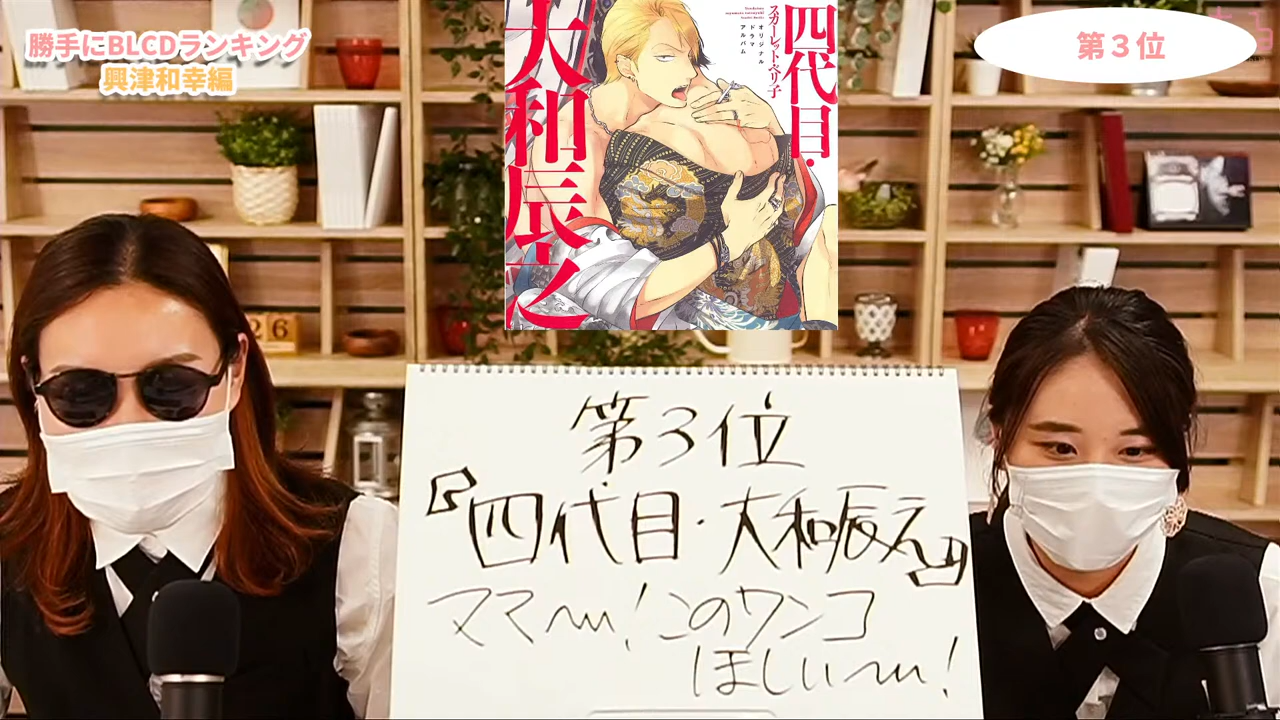 勝手にBLCDランキング
興津和幸編
第３位
四代目・
大和辰之
スカーレット・ベリ子
オリジナル
ドラマ
アルバム
26
第3位
『四代目・大和辰之』
ママ〜!このワンコ
ほしい〜!